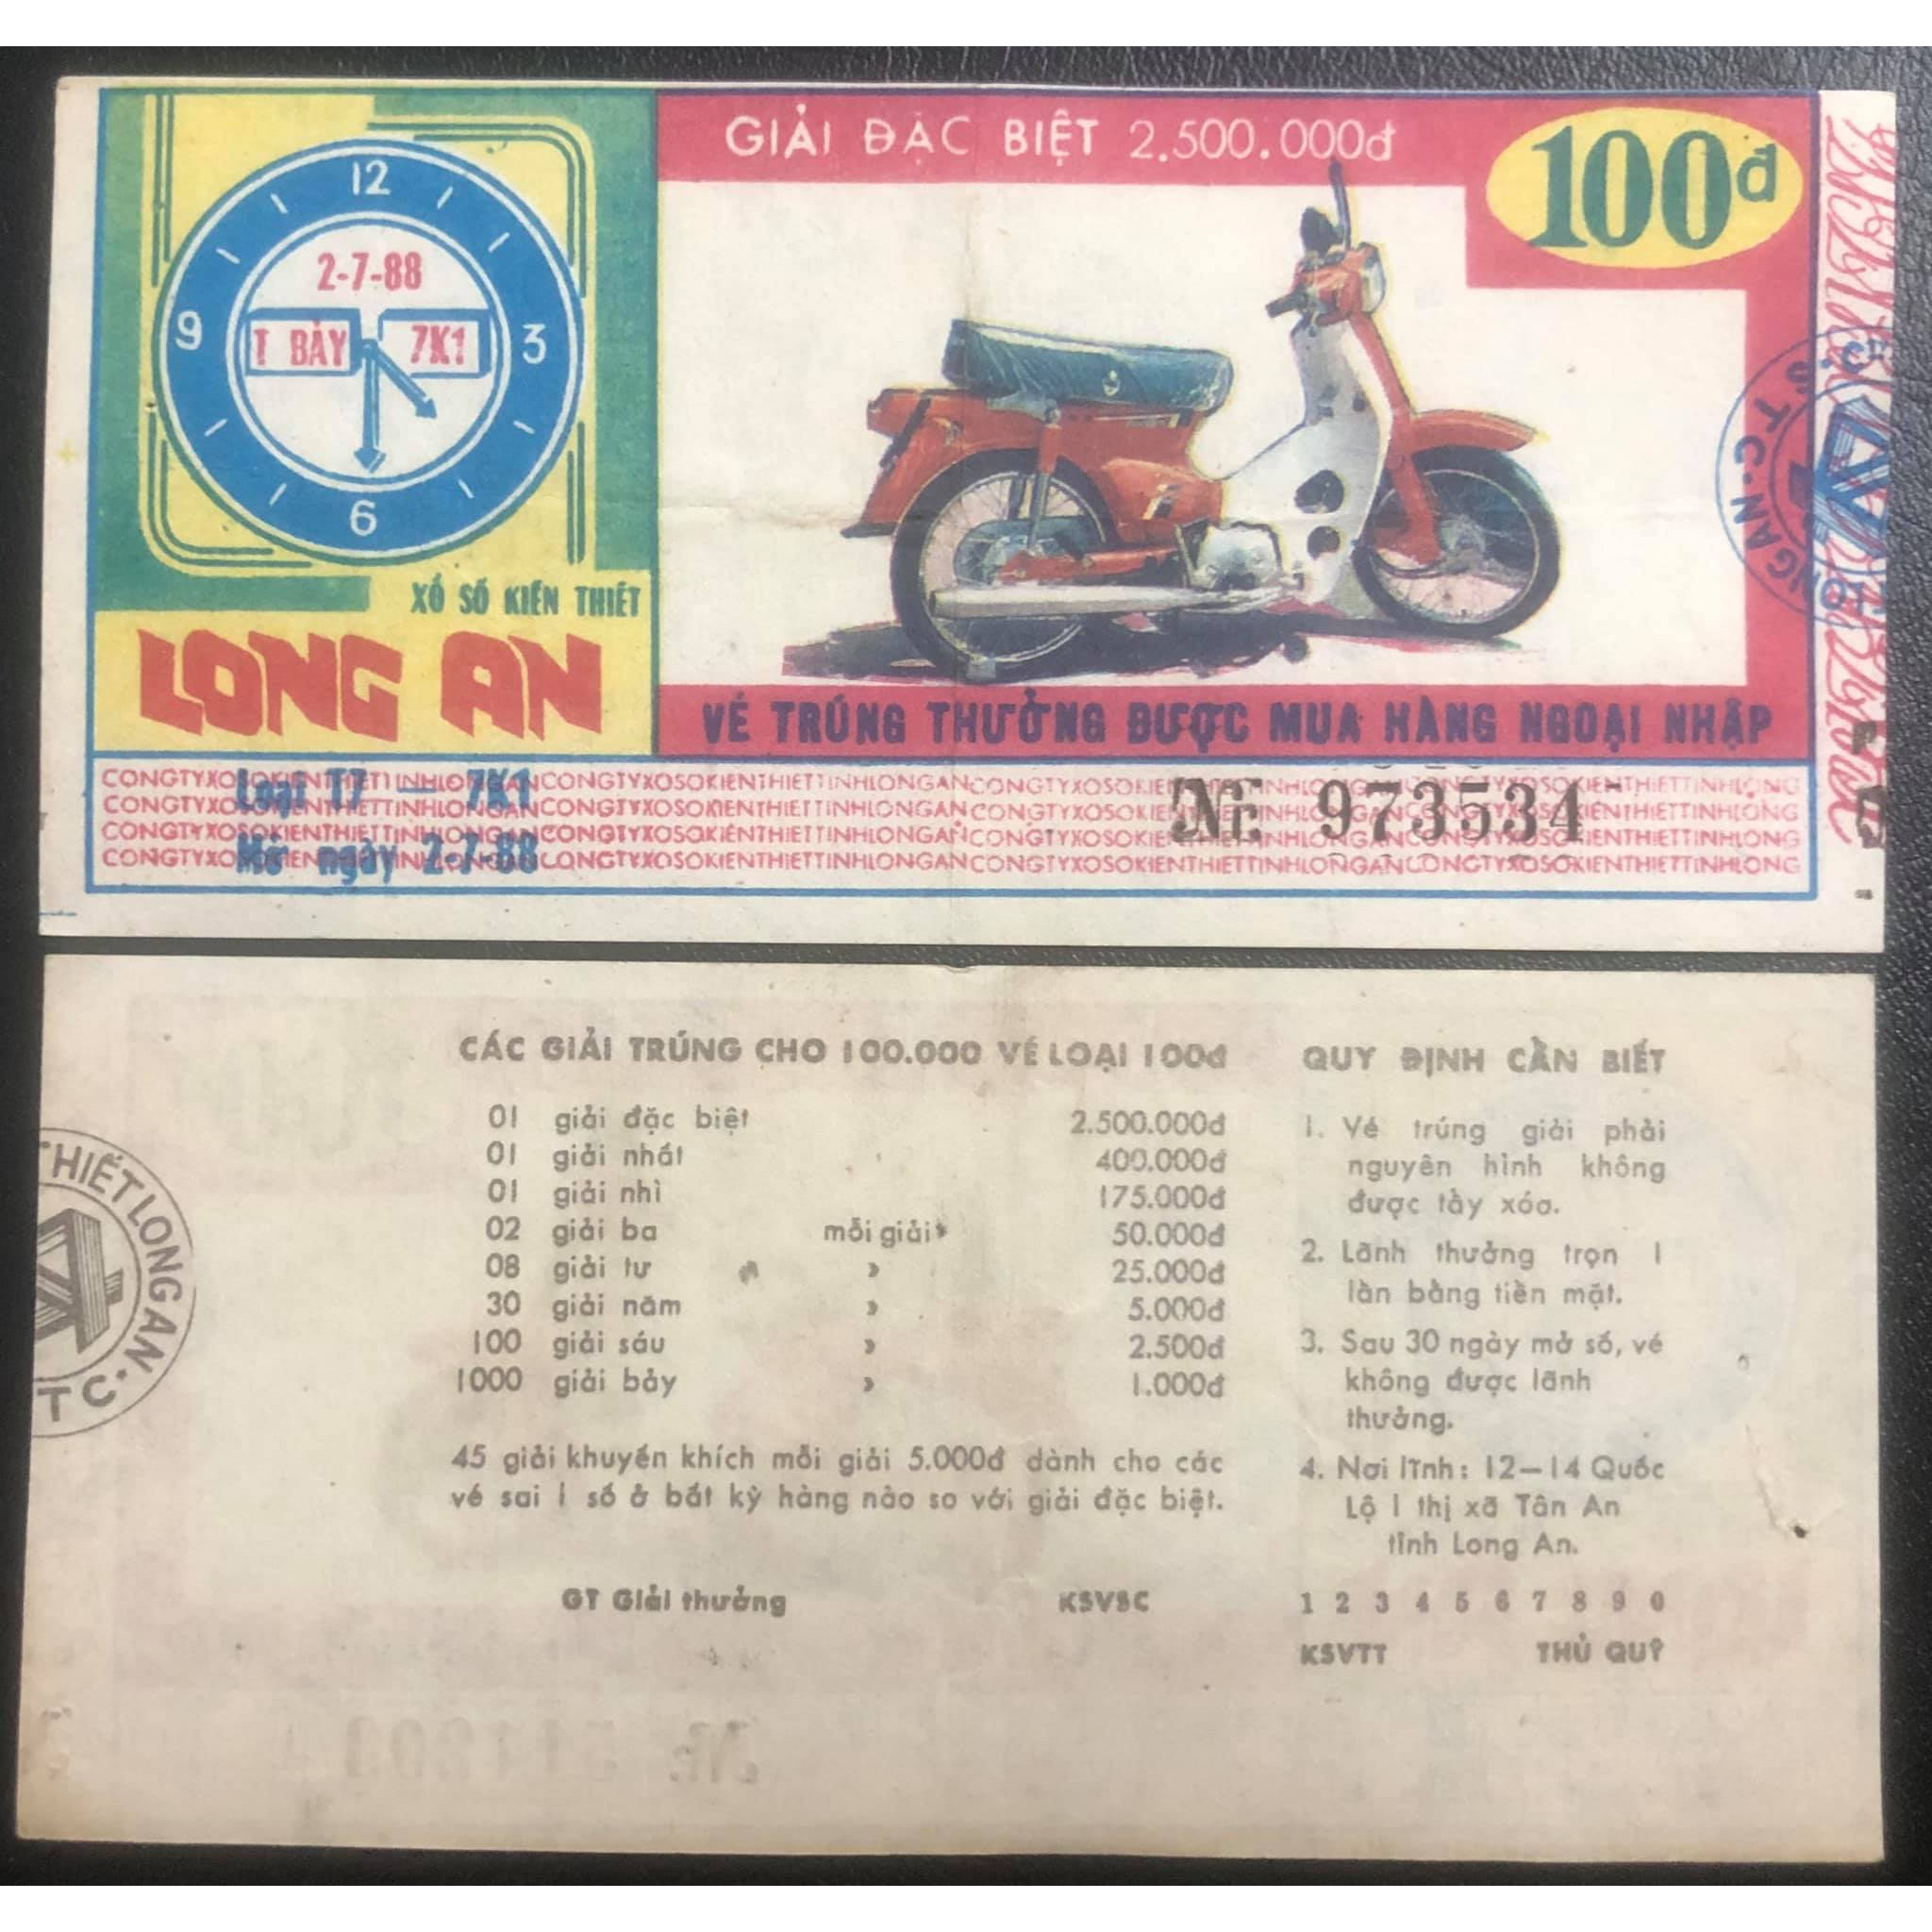 GIẢI ĐẶC BIỆT 2.500.000đ
100đ
12
3
6
9
2-7-88
T BẢY 7K1
XỔ SỐ KIẾN THIẾT
LONG AN
VÉ TRÚNG THƯỞNG ĐƯỢC MUA HÀNG NGOẠI NHẬP
CONGTYXOSOKIENTHIETTINHLONGANCONGTYXOSOKIENTHIETTINHLONGANCONGTYXOSOKIENTHIETTINHLONGANCONGTYXOSOKIENTHIETTINHLONG
CONGTYXOSOKIENTHIETTINHLONGANCONGTYXOSOKIENTHIETTINHLONGANCONGTYXOSOKIENTHIETTINHLONGANCONGTYXOSOKIENTHIETTINHLONG
CONGTYXOSOKIENTHIETTINHLONGANCONGTYXOSOKIENTHIETTINHLONGANCONGTYXOSOKIENTHIETTINHLONGANCONGTYXOSOKIENTHIETTINHLONG
CONGTYXOSOKIENTHIETTINHLONGANCONGTYXOSOKIENTHIETTINHLONGANCONGTYXOSOKIENTHIETTINHLONGANCONGTYXOSOKIENTHIETTINHLONG
Loại T7 — 7K1
Mở ngày 2-7-88
№ 973534
CÁC GIẢI TRÚNG CHO 100.000 VÉ LOẠI 100đ
01 giải đặc biệt 2.500.000đ
01 giải nhất 400.000đ
01 giải nhì 175.000đ
02 giải ba mỗi giải 50.000đ
08 giải tư » 25.000đ
30 giải năm » 5.000đ
100 giải sáu » 2.500đ
1000 giải bảy » 1.000đ
45 giải khuyến khích mỗi giải 5.000đ dành cho các
vé sai 1 số ở bất kỳ hàng nào so với giải đặc biệt.
GT Giải thưởng KSVSC
QUY ĐỊNH CẦN BIẾT
1. Vé trúng giải phải
nguyên hình không
được tẩy xóa.
2. Lãnh thưởng trọn 1
lần bằng tiền mặt.
3. Sau 30 ngày mở số, vé
không được lãnh
thưởng.
4. Nơi lĩnh: 12—14 Quốc
Lộ 1 thị xã Tân An
tỉnh Long An.
1 2 3 4 5 6 7 8 9 0
KSVTT THỦ QUỸ
THIẾT LONG AN
T C